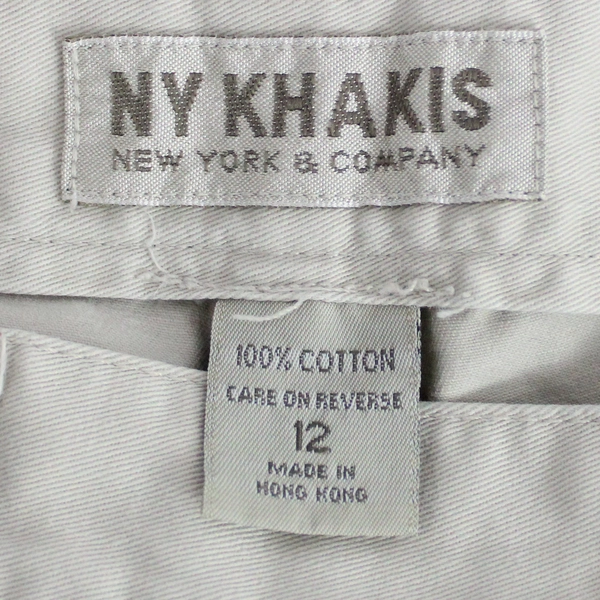 NY KHAKIS
NEW YORK & COMPANY
100% COTTON
CARE ON REVERSE
12
MADE IN
HONG KONG